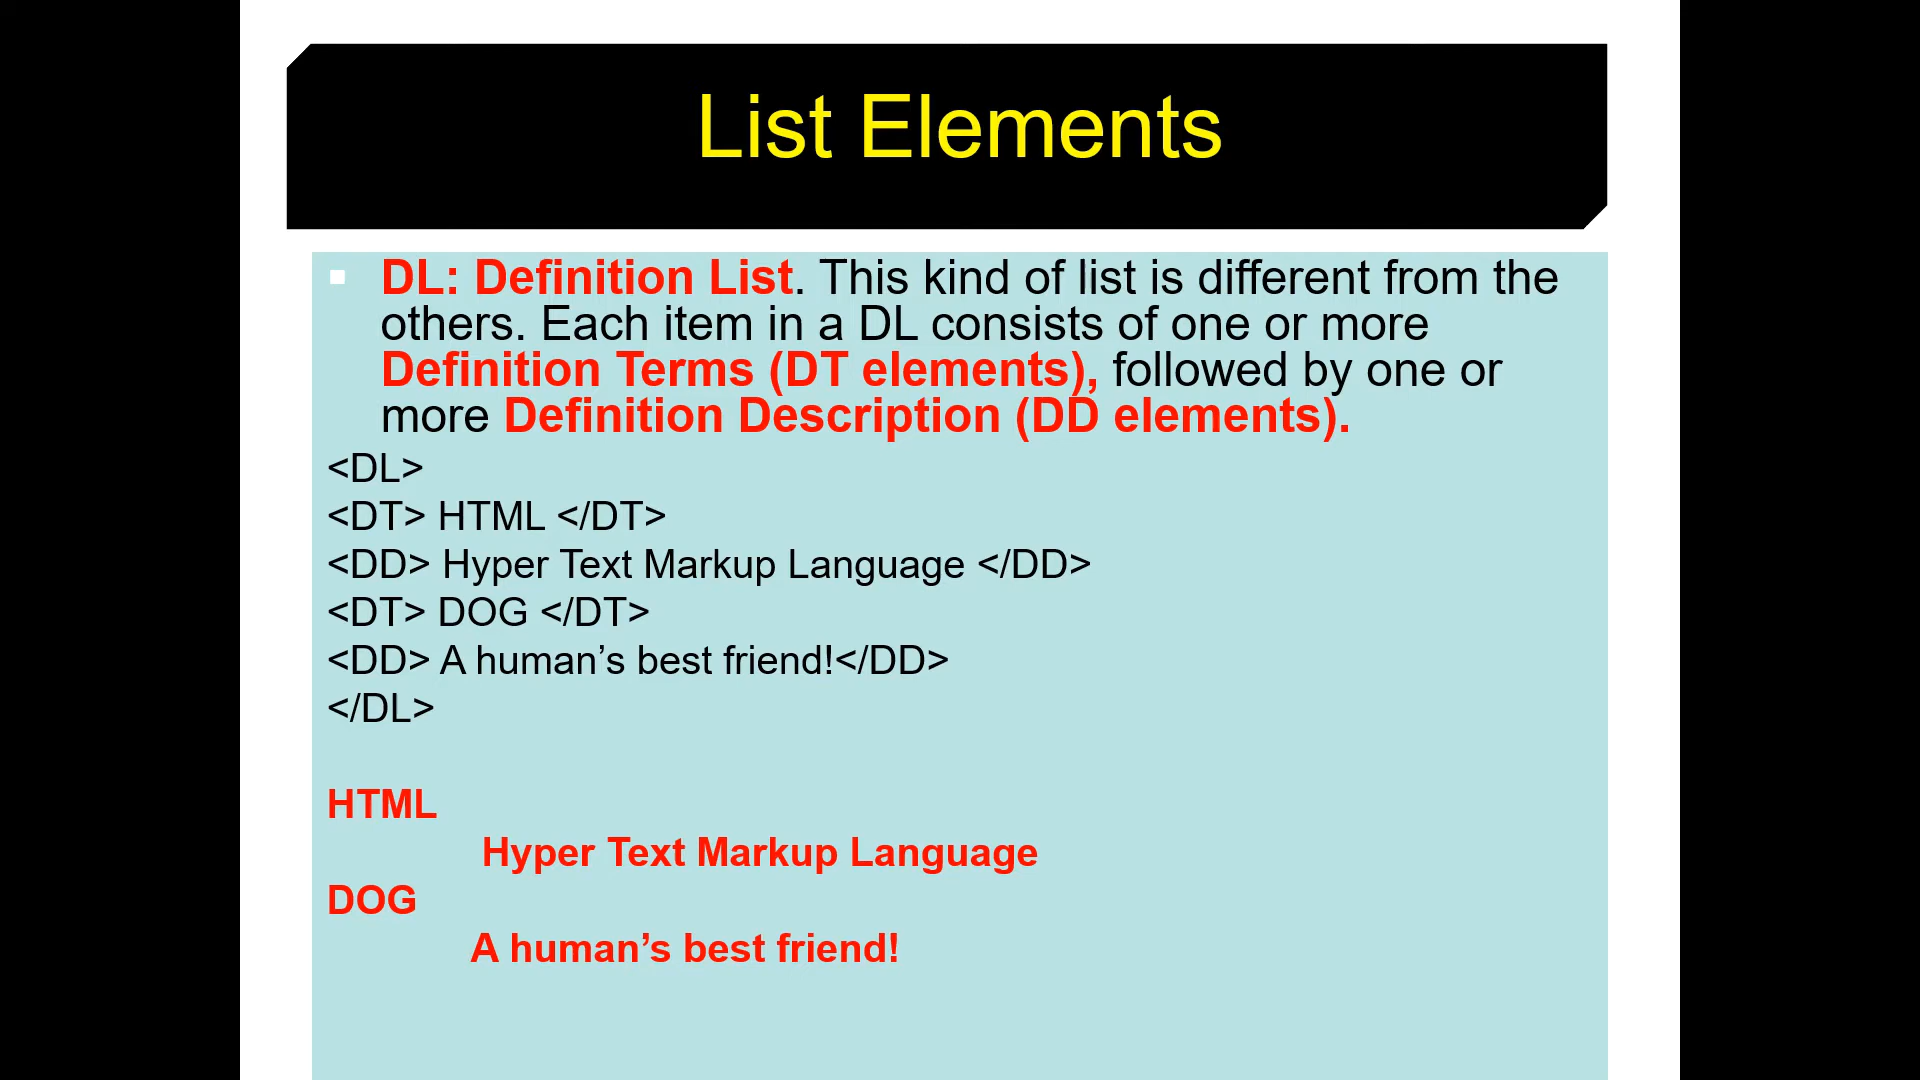 List Elements
DL: Definition List. This kind of list is different from the
others. Each item in a DL consists of one or more
Definition Terms (DT elements), followed by one or
more Definition Description (DD elements).
<DL>
<DT> HTML </DT>
<DD> Hyper Text Markup Language </DD>
<DT> DOG </DT>
<DD> A human’s best friend!</DD>
</DL>
HTML
Hyper Text Markup Language
DOG
A human’s best friend!